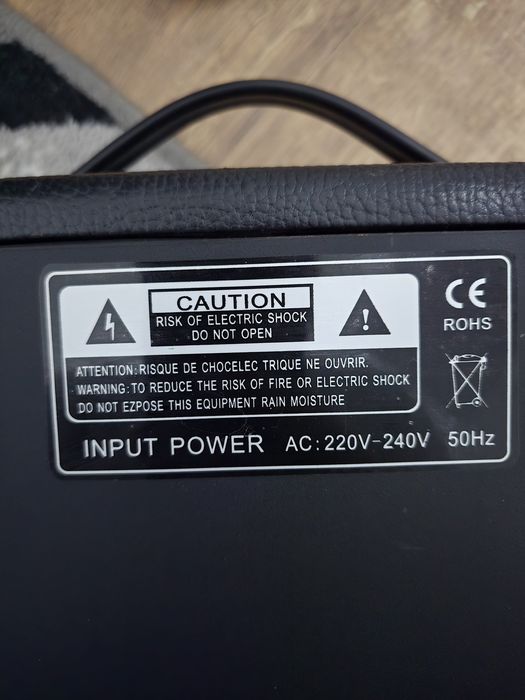 CAUTION
RISK OF ELECTRIC SHOCK
DO NOT OPEN
CE
ROHS
ATTENTION: RISQUE DE CHOCELEC TRIQUE NE OUVRIR.
WARNING: TO REDUCE THE RISK OF FIRE OR ELECTRIC SHOCK
DO NOT EZPOSE THIS EQUIPMENT RAIN MOISTURE
INPUT POWER AC: 220V-240V 50Hz